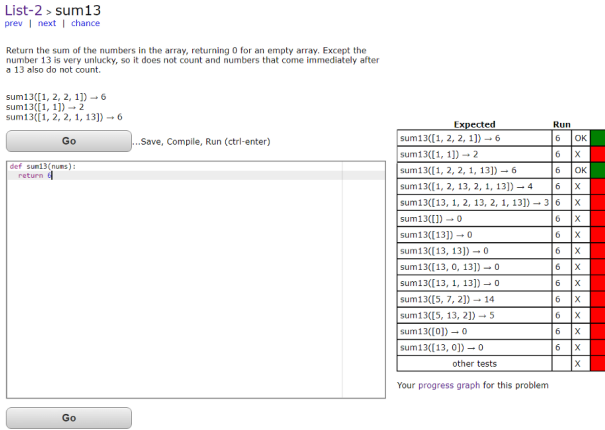 List-2 > sum13
prev | next | chance
Return the sum of the numbers in the array, returning 0 for an empty array. Except the
number 13 is very unlucky, so it does not count and numbers that come immediately after
a 13 also do not count.
sum13([1, 2, 2, 1]) → 6
sum13([1, 1]) → 2
sum13([1, 2, 2, 1, 13]) → 6
Go ...Save, Compile, Run (ctrl-enter)
def sum13(nums):
  return 6
Go
Expected Run
sum13([1, 2, 2, 1]) → 6 6 OK
sum13([1, 1]) → 2 6 X
sum13([1, 2, 2, 1, 13]) → 6 6 OK
sum13([1, 2, 13, 2, 1, 13]) → 4 6 X
sum13([13, 1, 2, 13, 2, 1, 13]) → 3 6 X
sum13([]) → 0 6 X
sum13([13]) → 0 6 X
sum13([13, 13]) → 0 6 X
sum13([13, 0, 13]) → 0 6 X
sum13([13, 1, 13]) → 0 6 X
sum13([5, 7, 2]) → 14 6 X
sum13([5, 13, 2]) → 5 6 X
sum13([0]) → 0 6 X
sum13([13, 0]) → 0 6 X
other tests X
Your progress graph for this problem